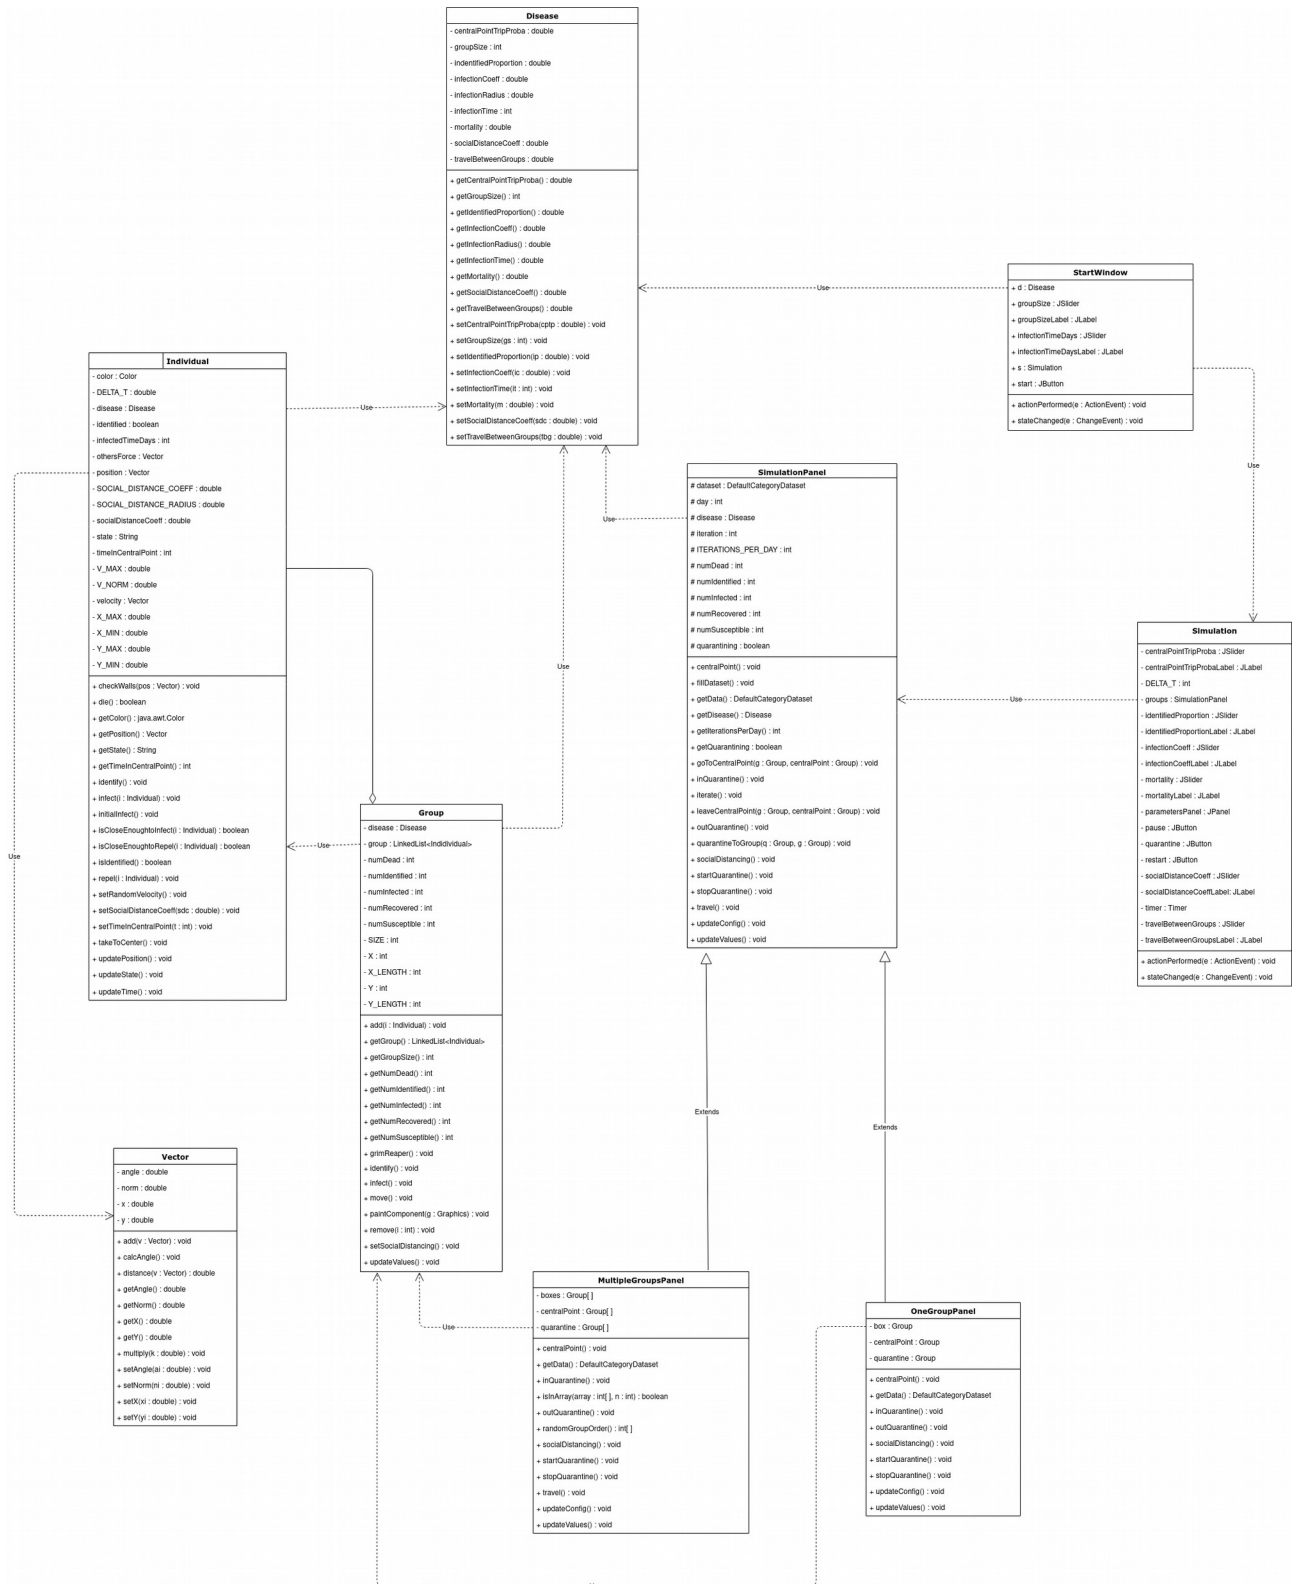 Disease
- centralPointTripProba : double
- groupSize : int
- indentifiedProportion : double
- infectionCoeff : double
- infectionRadius : double
- infectionTime : int
- mortality : double
- socialDistanceCoeff : double
- travelBetweenGroups : double
+ getCentralPointTripProba() : double
+ getGroupSize() : int
+ getIdentifiedProportion() : double
+ getInfectionCoeff() : double
+ getInfectionRadius() : double
+ getInfectionTime() : double
+ getMortality() : double
+ getSocialDistanceCoeff() : double
+ getTravelBetweenGroups() : double
+ setCentralPointTripProba(cptp : double) : void
+ setGroupSize(gs : int) : void
+ setIdentifiedProportion(ip : double) : void
+ setInfectionCoeff(ic : double) : void
+ setInfectionTime(it : int) : void
+ setMortality(m : double) : void
+ setSocialDistanceCoeff(sdc : double) : void
+ setTravelBetweenGroups(tbg : double) : void
StartWindow
+ d : Disease
+ groupSize : JSlider
+ groupSizeLabel : JLabel
+ infectionTimeDays : JSlider
+ infectionTimeDaysLabel : JLabel
+ s : Simulation
+ start : JButton
+ actionPerformed(e : ActionEvent) : void
+ stateChanged(e : ChangeEvent) : void
Use
Use
Individual
- color : Color
- DELTA_T : double
- disease : Disease
- identified : boolean
- infectedTimeDays : int
- othersForce : Vector
- position : Vector
- SOCIAL_DISTANCE_COEFF : double
- SOCIAL_DISTANCE_RADIUS : double
- socialDistanceCoeff : double
- state : String
- timeInCentralPoint : int
- V_MAX : double
- V_NORM : double
- velocity : Vector
- X_MAX : double
- X_MIN : double
- Y_MAX : double
- Y_MIN : double
+ checkWalls(pos : Vector) : void
+ die() : boolean
+ getColor() : java.awt.Color
+ getPosition() : Vector
+ getState() : String
+ getTimeInCentralPoint() : int
+ identify() : void
+ infect(i : Individual) : void
+ initialInfect() : void
+ isCloseEnoughtoInfect(i : Individual) : boolean
+ isCloseEnoughtoRepel(i : Individual) : boolean
+ isIdentified() : boolean
+ repel(i : Individual) : void
+ setRandomVelocity() : void
+ setSocialDistanceCoeff(sdc : double) : void
+ setTimeInCentralPoint(t : int) : void
+ takeToCenter() : void
+ updatePosition() : void
+ updateState() : void
+ updateTime() : void
Use
Use
Use
Use
Use
SimulationPanel
# dataset : DefaultCategoryDataset
# day : int
# disease : Disease
# iteration : int
# ITERATIONS_PER_DAY : int
# numDead : int
# numIdentified : int
# numInfected : int
# numRecovered : int
# numSusceptible : int
# quarantining : boolean
+ centralPoint() : void
+ fillDataset() : void
+ getData() : DefaultCategoryDataset
+ getDisease() : Disease
+ getIterationsPerDay() : int
+ getQuarantining : boolean
+ goToCentralPoint(g : Group, centralPoint : Group) : void
+ inQuarantine() : void
+ iterate() : void
+ leaveCentralPoint(g : Group, centralPoint : Group) : void
+ outQuarantine() : void
+ quarantineToGroup(q : Group, g : Group) : void
+ socialDistancing() : void
+ startQuarantine() : void
+ stopQuarantine() : void
+ travel() : void
+ updateConfig() : void
+ updateValues() : void
Use
Simulation
- centralPointTripProba : JSlider
- centralPointTripProbaLabel : JLabel
- DELTA_T : int
- groups : SimulationPanel
- identifiedProportion : JSlider
- identifiedProportionLabel : JLabel
- infectionCoeff : JSlider
- infectionCoeffLabel : JLabel
- mortality : JSlider
- mortalityLabel : JLabel
- parametersPanel : JPanel
- pause : JButton
- quarantine : JButton
- restart : JButton
- socialDistanceCoeff : JSlider
- socialDistanceCoeffLabel: JLabel
- timer : Timer
- travelBetweenGroups : JSlider
- travelBetweenGroupsLabel : JLabel
+ actionPerformed(e : ActionEvent) : void
+ stateChanged(e : ChangeEvent) : void
Group
- disease : Disease
- group : LinkedList<Indidividual>
- numDead : int
- numIdentified : int
- numInfected : int
- numRecovered : int
- numSusceptible : int
- SIZE : int
- X : int
- X_LENGTH : int
- Y : int
- Y_LENGTH : int
+ add(i : Individual) : void
+ getGroup() : LinkedList<Individual>
+ getGroupSize() : int
+ getNumDead() : int
+ getNumIdentified() : int
+ getNumInfected() : int
+ getNumRecovered() : int
+ getNumSusceptible() : int
+ grimReaper() : void
+ identify() : void
+ infect() : void
+ move() : void
+ paintComponent(g : Graphics) : void
+ remove(i : int) : void
+ setSocialDistancing() : void
+ updateValues() : void
Extends
Extends
Vector
- angle : double
- norm : double
- x : double
- y : double
+ add(v : Vector) : void
+ calcAngle() : void
+ distance(v : Vector) : double
+ getAngle() : double
+ getNorm() : double
+ getX() : double
+ getY() : double
+ multiply(k : double) : void
+ setAngle(ai : double) : void
+ setNorm(ni : double) : void
+ setX(xi : double) : void
+ setY(yi : double) : void
Use
MultipleGroupsPanel
- boxes : Group[ ]
- centralPoint : Group[ ]
- quarantine : Group[ ]
+ centralPoint() : void
+ getData() : DefaultCategoryDataset
+ inQuarantine() : void
+ isInArray(array : int[ ], n : int) : boolean
+ outQuarantine() : void
+ randomGroupOrder() : int[ ]
+ socialDistancing() : void
+ startQuarantine() : void
+ stopQuarantine() : void
+ travel() : void
+ updateConfig() : void
+ updateValues() : void
OneGroupPanel
- box : Group
- centralPoint : Group
- quarantine : Group
+ centralPoint() : void
+ getData() : DefaultCategoryDataset
+ inQuarantine() : void
+ outQuarantine() : void
+ socialDistancing() : void
+ startQuarantine() : void
+ stopQuarantine() : void
+ updateConfig() : void
+ updateValues() : void